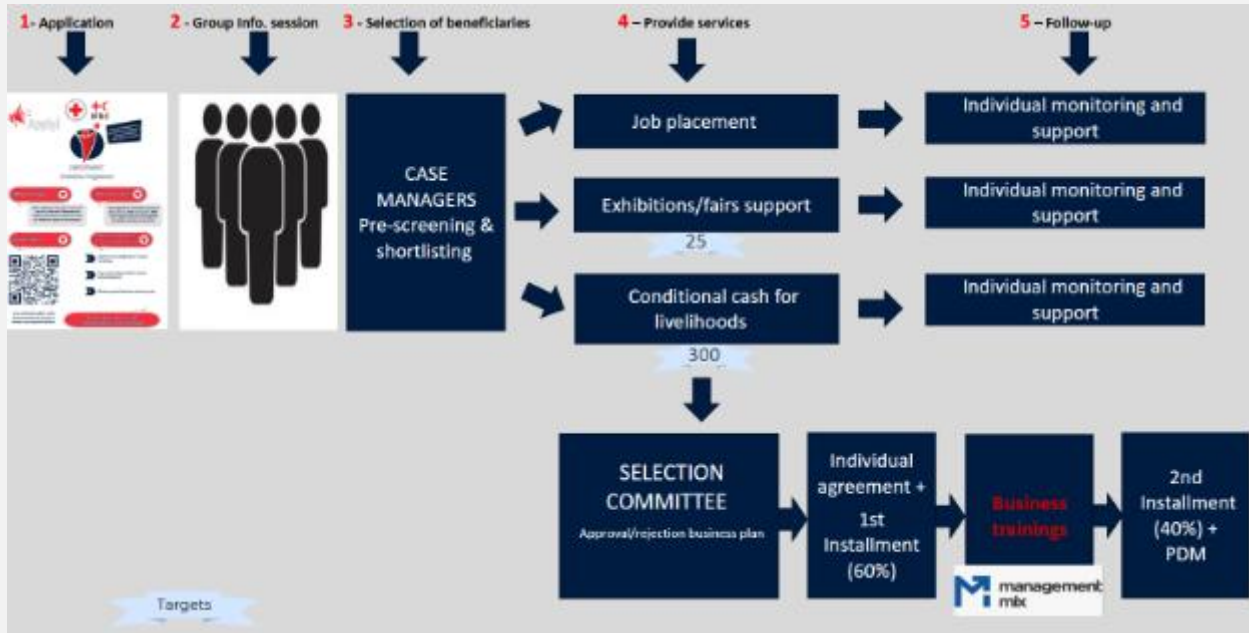 1- Application
2 - Group Info. session
3 - Selection of beneficiaries
4 – Provide services
5 – Follow-up
CASE
MANAGERS
Pre-screening &
shortlisting
Job placement
Individual monitoring and
support
Exhibitions/fairs support
25
Individual monitoring and
support
Conditional cash for
livelihoods
300
Individual monitoring and
support
SELECTION
COMMITTEE
Approval/rejection business plan
Individual
agreement +
1st
Installment
(60%)
Business
trainings
management
mix
2nd
Installment
(40%) +
PDM
Targets